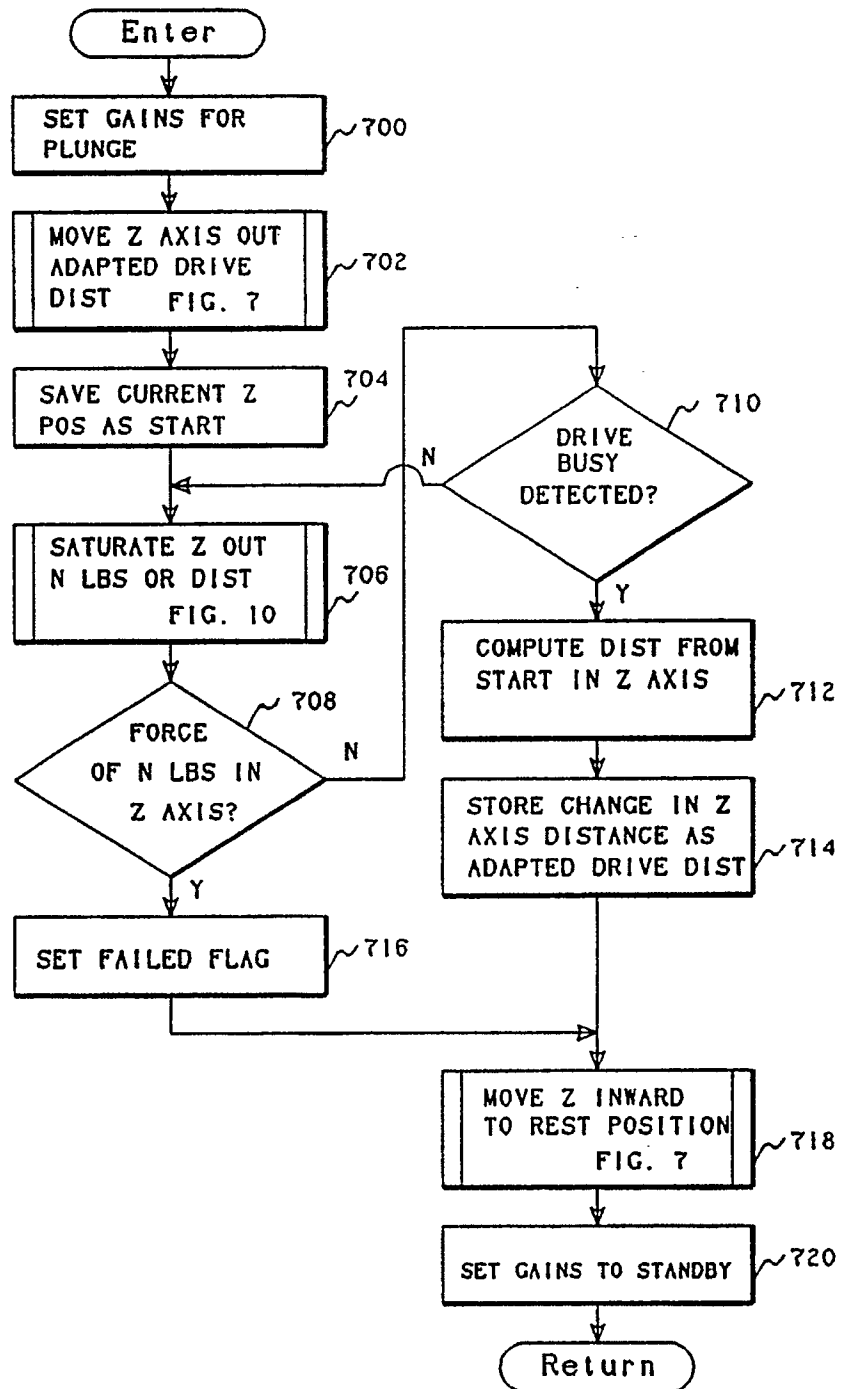 Enter
SET GAINS FOR
PLUNGE
700
MOVE Z AXIS OUT
ADAPTED DRIVE
DIST FIG. 7
702
SAVE CURRENT Z
POS AS START
704
SATURATE Z OUT
N LBS OR DIST
FIG. 10
706
FORCE
OF N LBS IN
Z AXIS?
708
N
Y
SET FAILED FLAG
716
DRIVE
BUSY
DETECTED?
710
N
Y
COMPUTE DIST FROM
START IN Z AXIS
712
STORE CHANGE IN Z
AXIS DISTANCE AS
ADAPTED DRIVE DIST
714
MOVE Z INWARD
TO REST POSITION
FIG. 7
718
SET GAINS TO STANDBY
720
Return